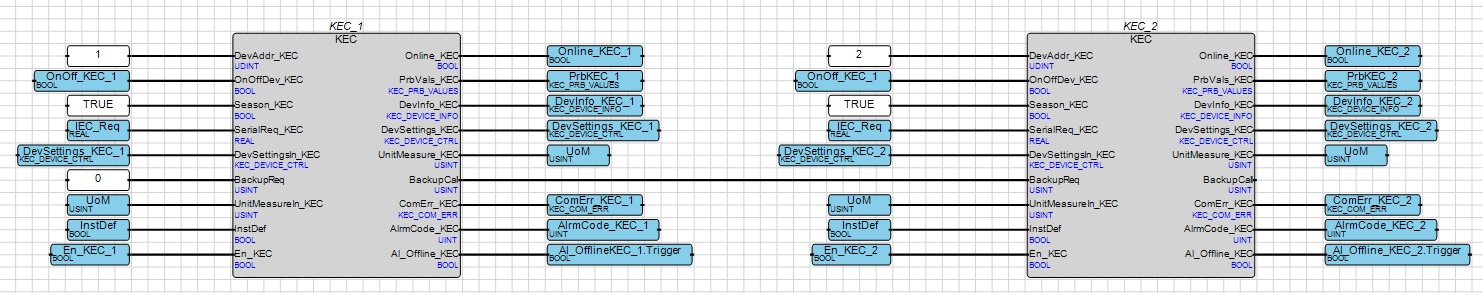 KEC_1
KEC
1
DevAddr_KEC
UDINT
Online_KEC
BOOL
Online_KEC_1
BOOL
OnOff_KEC_1
BOOL
OnOffDev_KEC
BOOL
PrbVals_KEC
KEC_PRB_VALUES
PrbKEC_1
KEC_PRB_VALUES
TRUE
Season_KEC
BOOL
DevInfo_KEC
KEC_DEVICE_INFO
DevInfo_KEC_1
KEC_DEVICE_INFO
IEC_Req
REAL
SerialReq_KEC
REAL
DevSettings_KEC
KEC_DEVICE_CTRL
DevSettings_KEC_1
KEC_DEVICE_CTRL
DevSettings_KEC_1
KEC_DEVICE_CTRL
DevSettingsIn_KEC
KEC_DEVICE_CTRL
UnitMeasure_KEC
USINT
UoM
USINT
0
BackupReq
USINT
BackupCal
USINT
UoM
USINT
UnitMeasureIn_KEC
USINT
ComErr_KEC
KEC_COM_ERR
ComErr_KEC_1
KEC_COM_ERR
InstDef
BOOL
InstDef
BOOL
AlrmCode_KEC
UINT
AlrmCode_KEC_1
UINT
En_KEC_1
BOOL
En_KEC
BOOL
Al_Offline_KEC
BOOL
Al_OfflineKEC_1.Trigger
BOOL
KEC_2
KEC
2
DevAddr_KEC
UDINT
Online_KEC
BOOL
Online_KEC_2
BOOL
OnOff_KEC_1
BOOL
OnOffDev_KEC
BOOL
PrbVals_KEC
KEC_PRB_VALUES
PrbKEC_2
KEC_PRB_VALUES
TRUE
Season_KEC
BOOL
DevInfo_KEC
KEC_DEVICE_INFO
DevInfo_KEC_2
KEC_DEVICE_INFO
IEC_Req
REAL
SerialReq_KEC
REAL
DevSettings_KEC
KEC_DEVICE_CTRL
DevSettings_KEC_2
KEC_DEVICE_CTRL
DevSettings_KEC_2
KEC_DEVICE_CTRL
DevSettingsIn_KEC
KEC_DEVICE_CTRL
UnitMeasure_KEC
USINT
UoM
USINT
BackupReq
USINT
BackupCal
USINT
UoM
USINT
UnitMeasureIn_KEC
USINT
ComErr_KEC
KEC_COM_ERR
ComErr_KEC_2
KEC_COM_ERR
InstDef
BOOL
InstDef
BOOL
AlrmCode_KEC
UINT
AlrmCode_KEC_2
UINT
En_KEC_2
BOOL
En_KEC
BOOL
Al_Offline_KEC
BOOL
Al_Offline_KEC_2.Trigger
BOOL